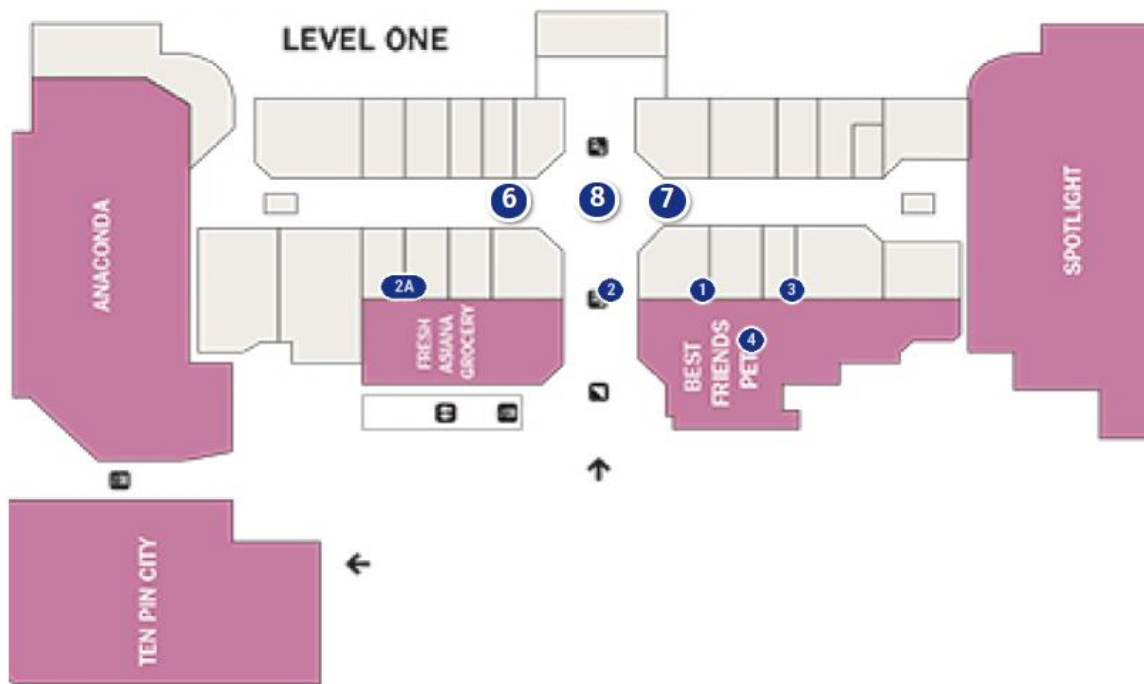 LEVEL ONE
ANACONDA
SPOTLIGHT
6
8
7
2A
2
1
3
4
FRESH
ASIANA
GROCERY
BEST
FRIENDS
TEN PIN CITY